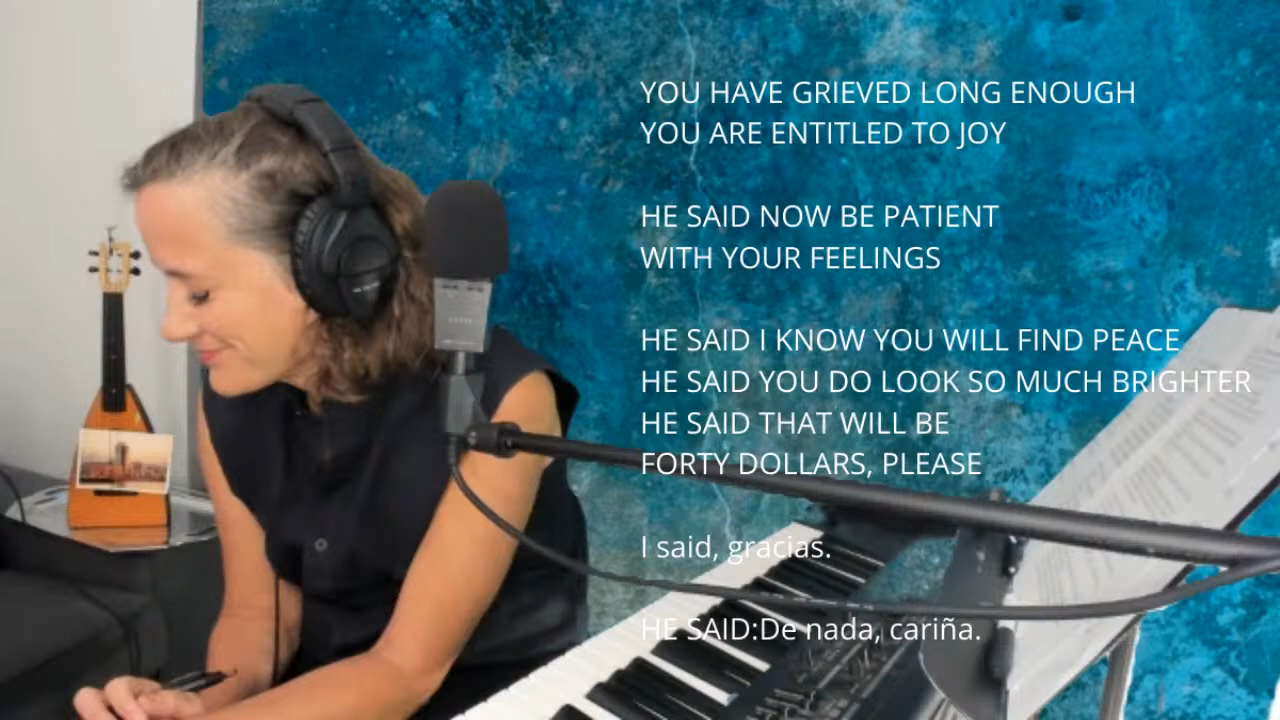 YOU HAVE GRIEVED LONG ENOUGH
YOU ARE ENTITLED TO JOY
HE SAID NOW BE PATIENT
WITH YOUR FEELINGS
HE SAID I KNOW YOU WILL FIND PEACE
HE SAID YOU DO LOOK SO MUCH BRIGHTER
HE SAID THAT WILL BE
FORTY DOLLARS, PLEASE
I said, gracias.
HE SAID:De nada, cariña.